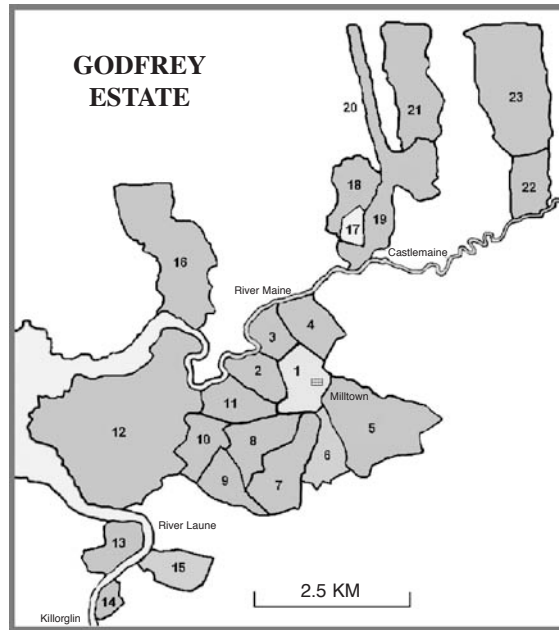 GODFREY
ESTATE
20
21
23
18
17
19
22
Castlemaine
16
River Maine
3
4
2
1
Milltown
11
12
5
10
8
6
9
7
River Laune
13
15
14
2.5 KM
Killorglin